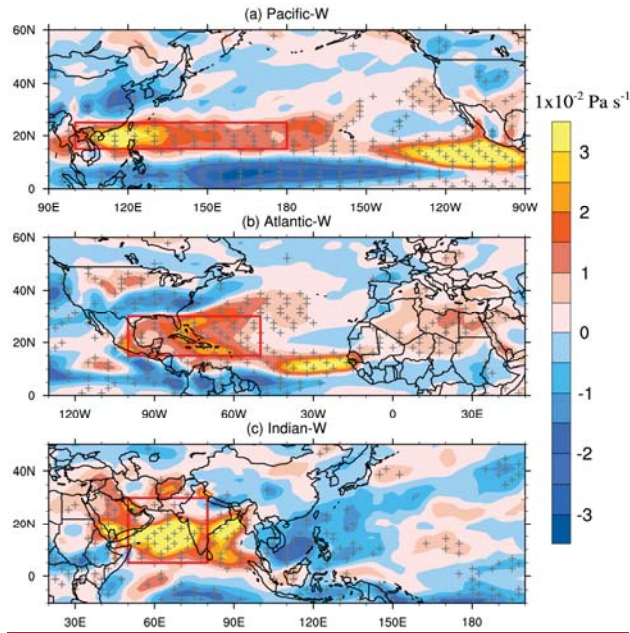 (a) Pacific-W
60N
40N
20N
0
90E 120E 150E 180 150W 120W 90W
(b) Atlantic-W
60N
40N
20N
0
120W 90W 60W 30W 0 30E
(c) Indian-W
40N
20N
0
30E 60E 90E 120E 150E 180
1x10⁻² Pa s⁻¹
3
2
1
0
-1
-2
-3